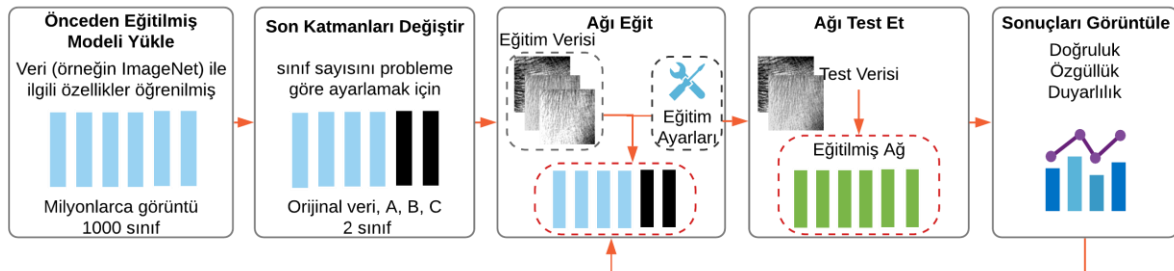 Önceden Eğitilmiş
Modeli Yükle
Veri (örneğin ImageNet) ile
ilgili özellikler öğrenilmiş
Milyonlarca görüntü
1000 sınıf
Son Katmanları Değiştir
sınıf sayısını probleme
göre ayarlamak için
Orijinal veri, A, B, C
2 sınıf
Ağı Eğit
Eğitim Verisi
Eğitim
Ayarları
Ağı Test Et
Test Verisi
Eğitilmiş Ağ
Sonuçları Görüntüle
Doğruluk
Özgüllük
Duyarlılık